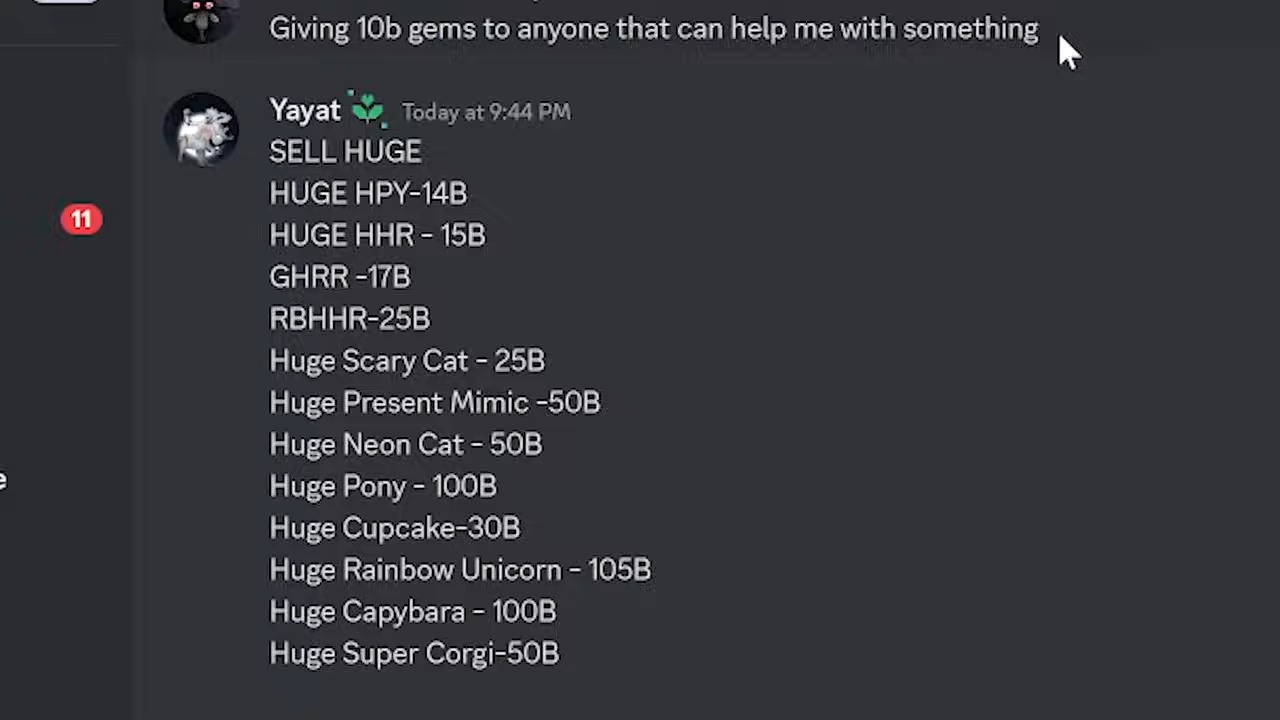 Giving 10b gems to anyone that can help me with something
Yayat Today at 9:44 PM
SELL HUGE
HUGE HPY-14B
11
HUGE HHR - 15B
GHRR -17B
RBHHR-25B
Huge Scary Cat - 25B
Huge Present Mimic -50B
Huge Neon Cat - 50B
e
Huge Pony - 100B
Huge Cupcake-30B
Huge Rainbow Unicorn - 105B
Huge Capybara - 100B
Huge Super Corgi-50B